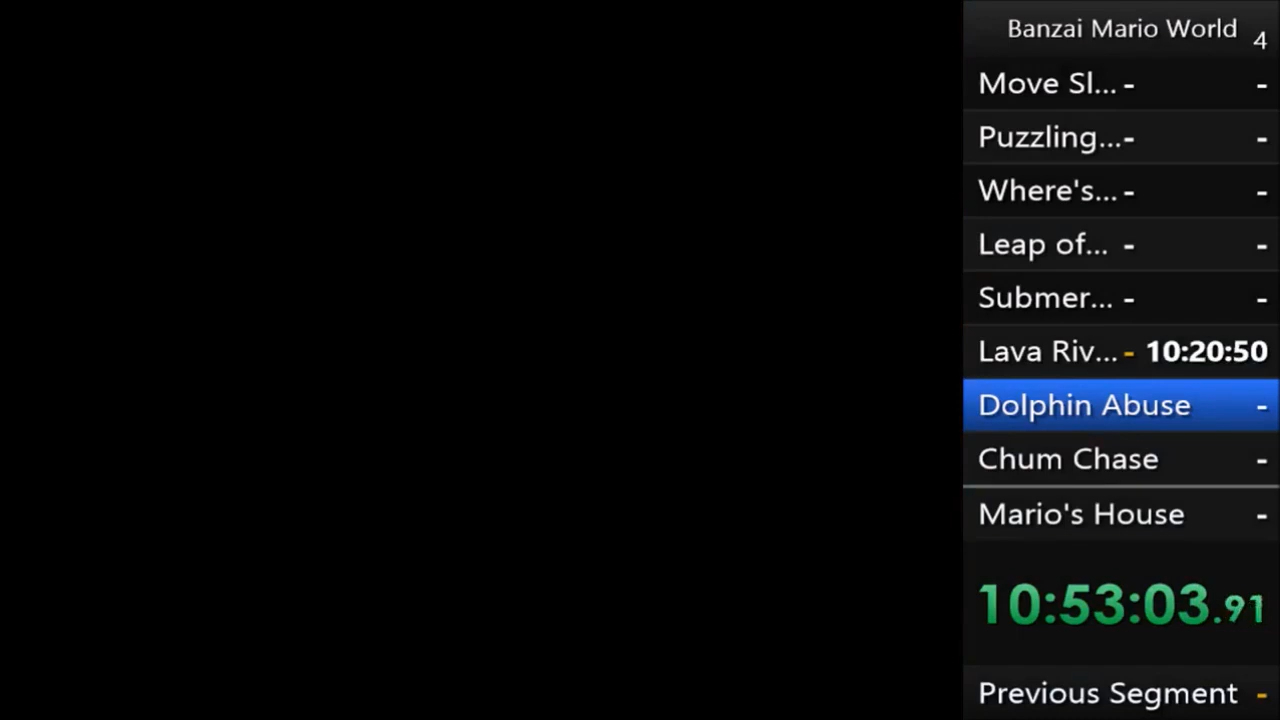 Banzai Mario World
4
Move Sl... - -
Puzzling... - -
Where's... - -
Leap of... - -
Submer... - -
Lava Riv... - 10:20:50
Dolphin Abuse -
Chum Chase -
Mario's House -
10:53:03.91
Previous Segment -